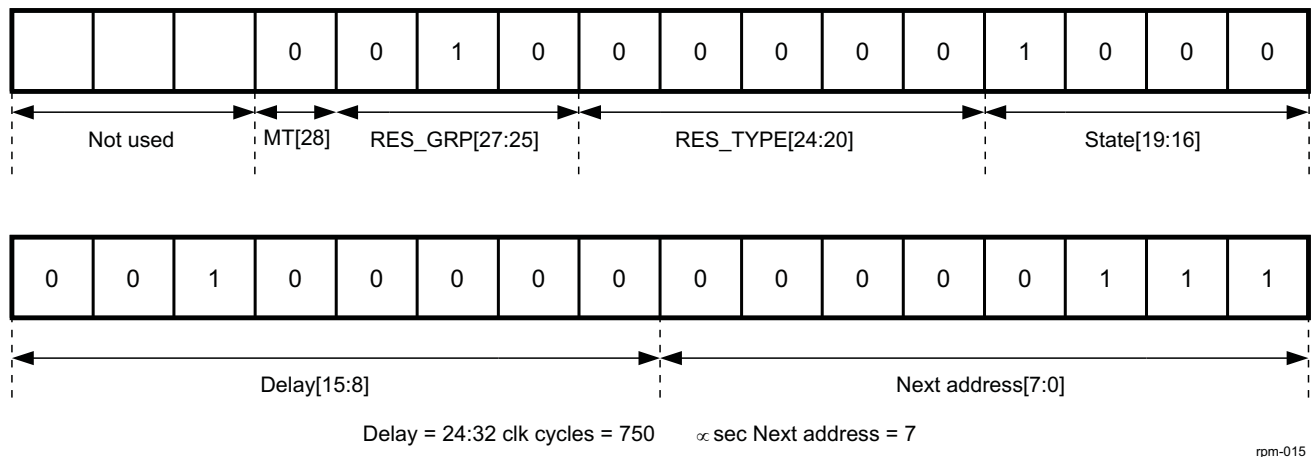 0 0 1 0 0 0 0 0 0 1 0 0 0
Not used MT[28] RES_GRP[27:25] RES_TYPE[24:20] State[19:16]
0 0 1 0 0 0 0 0 0 0 0 0 0 1 1 1
Delay[15:8] Next address[7:0]
Delay = 24:32 clk cycles = 750 ∝ sec Next address = 7
rpm-015